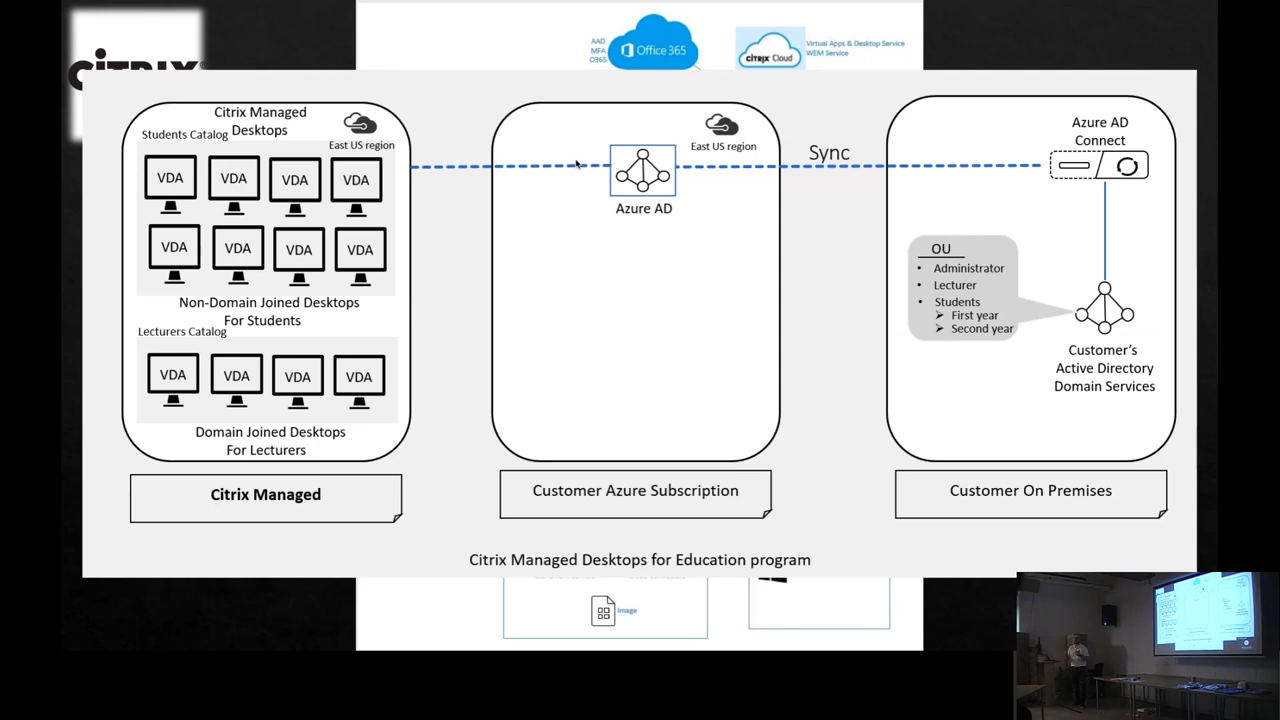 CİTRIX
AAD
MFA
O365
Office 365
CİTRIX Cloud
Virtual Apps & Desktop Service
WEM Service
Citrix Managed
Desktops
Students Catalog
East US region
VDA VDA VDA VDA
VDA VDA VDA VDA
Non-Domain Joined Desktops
For Students
Lecturers Catalog
VDA VDA VDA VDA
Domain Joined Desktops
For Lecturers
Citrix Managed
East US region
Azure AD
Customer Azure Subscription
Sync
Azure AD
Connect
OU
• Administrator
• Lecturer
• Students
➢ First year
➢ Second year
Customer's
Active Directory
Domain Services
Customer On Premises
Citrix Managed Desktops for Education program
Image